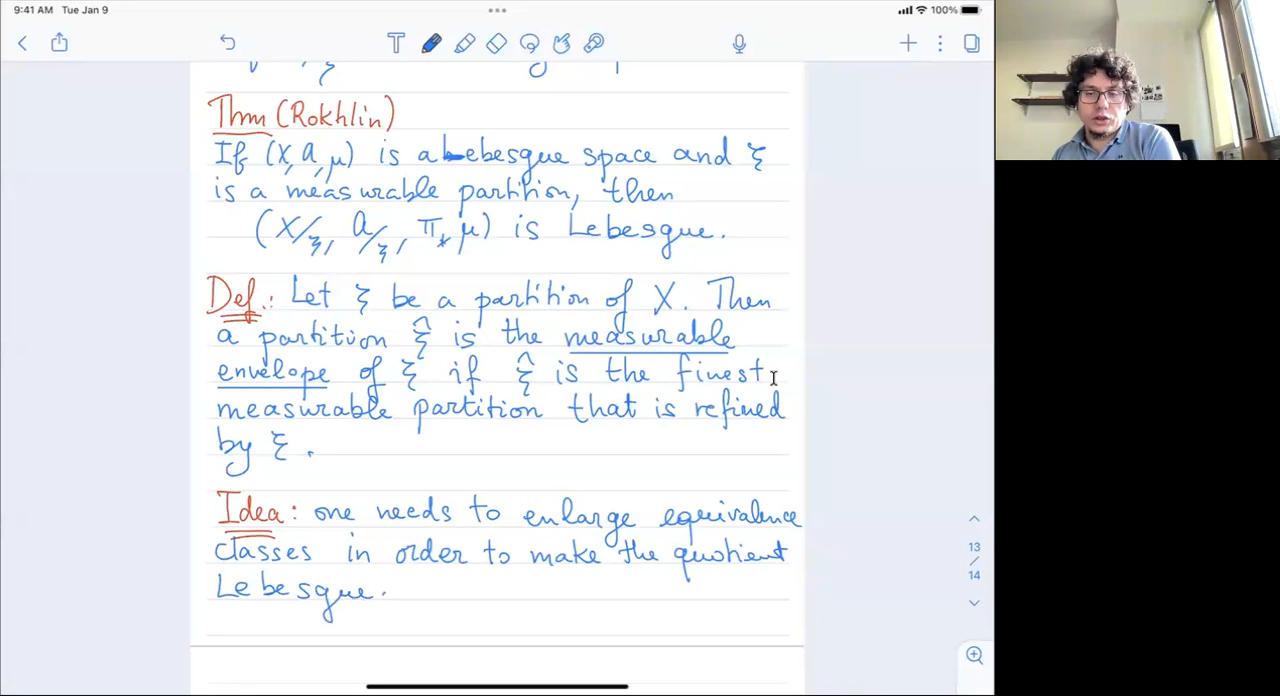 9:41 AM Tue Jan 9
100%
Thm (Rokhlin)
If (X, a, μ) is a Lebesgue space and ξ
is a measurable partition, then
(X/ξ, a/ξ, π_* μ) is Lebesgue.
Def.: Let ξ be a partition of X. Then
a partition ξ̂ is the measurable
envelope of ξ if ξ̂ is the finest
measurable partition that is refined
by ξ.
Idea: one needs to enlarge equivalence
classes in order to make the quotient
Lebesgue.
13
/
14